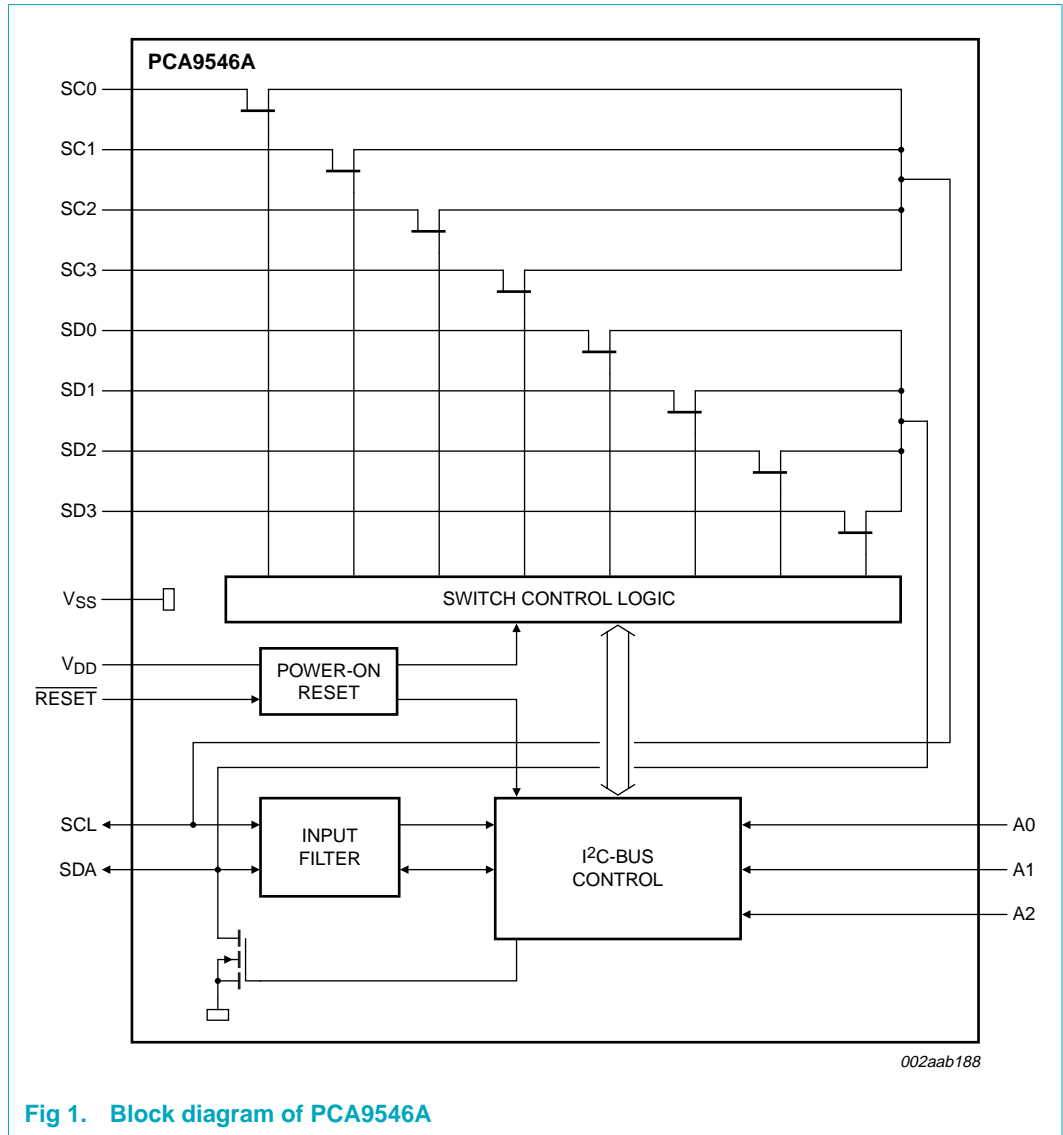 PCA9546A
SC0
SC1
SC2
SC3
SD0
SD1
SD2
SD3
SWITCH CONTROL LOGIC
VSS
VDD
POWER-ON
RESET
RESET
SCL
SDA
INPUT
FILTER
I2C-BUS
CONTROL
A0
A1
A2
002aab188
Fig 1. Block diagram of PCA9546A